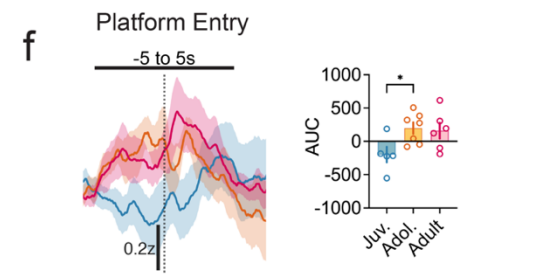 f
Platform Entry
-5 to 5s
0.2z
AUC
1000
500
0
-500
-1000
*
Juv.
Adol.
Adult